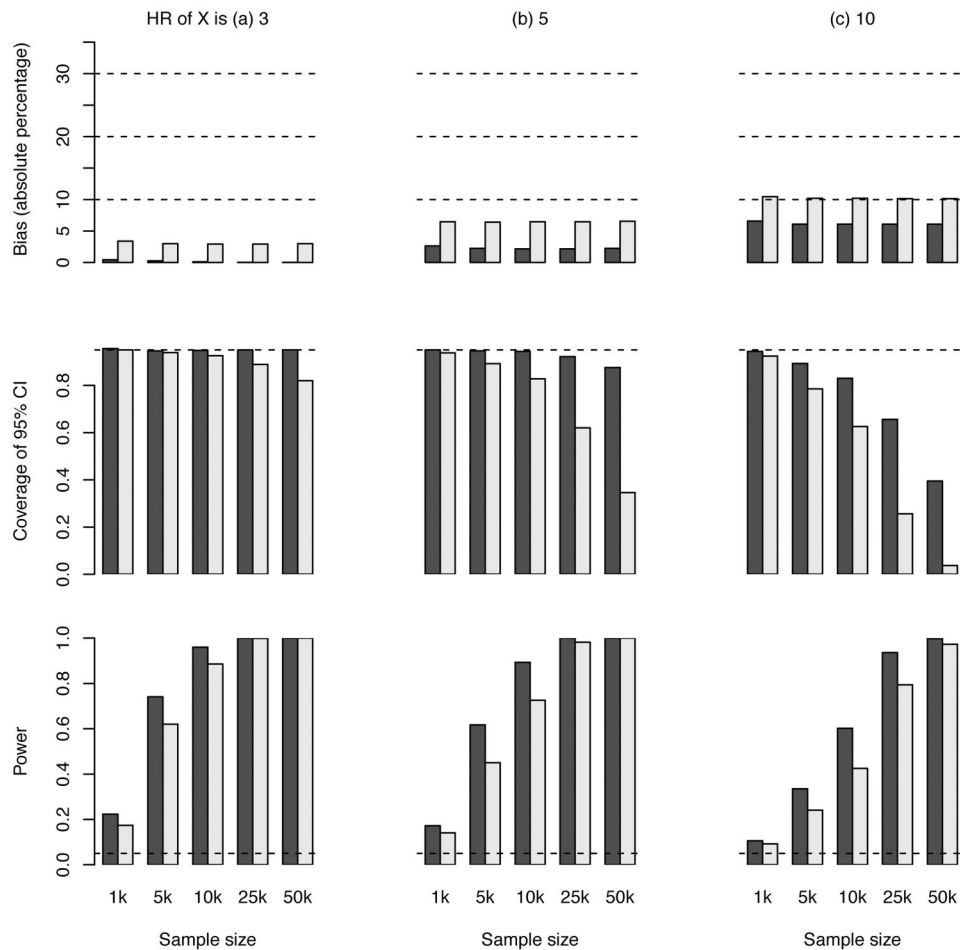 HR of X is (a) 3
(b) 5
(c) 10
Bias (absolute percentage)
30
20
10
5
0
Coverage of 95% CI
0.8
0.6
0.4
0.2
0.0
Power
1.0
0.8
0.6
0.4
0.2
0.0
1k 5k 10k 25k 50k
1k 5k 10k 25k 50k
1k 5k 10k 25k 50k
Sample size
Sample size
Sample size